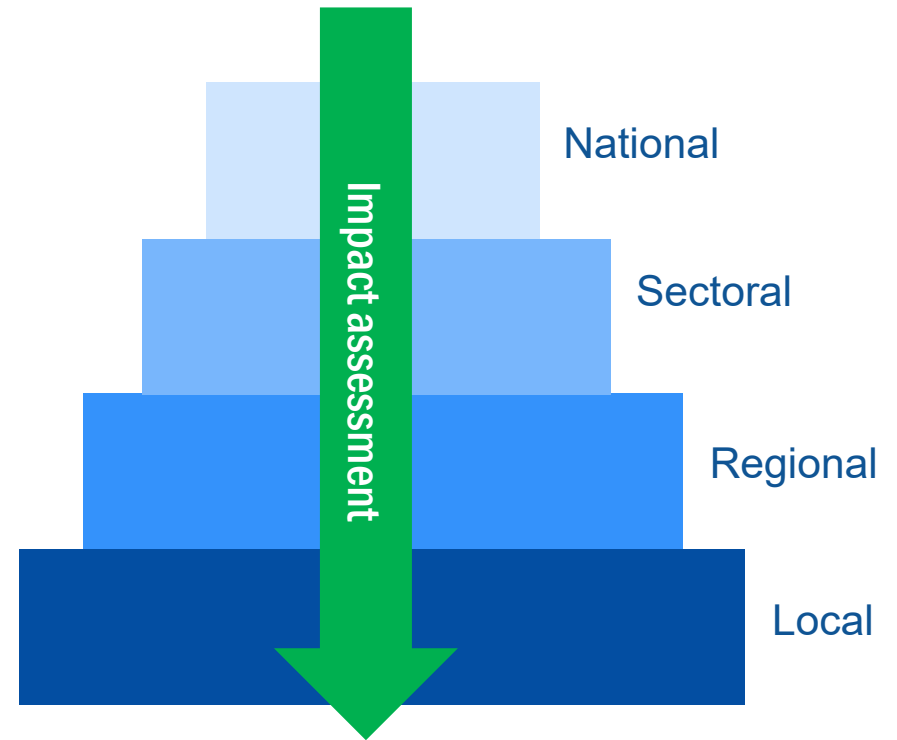 National
Impact assessment
Sectoral
Regional
Local